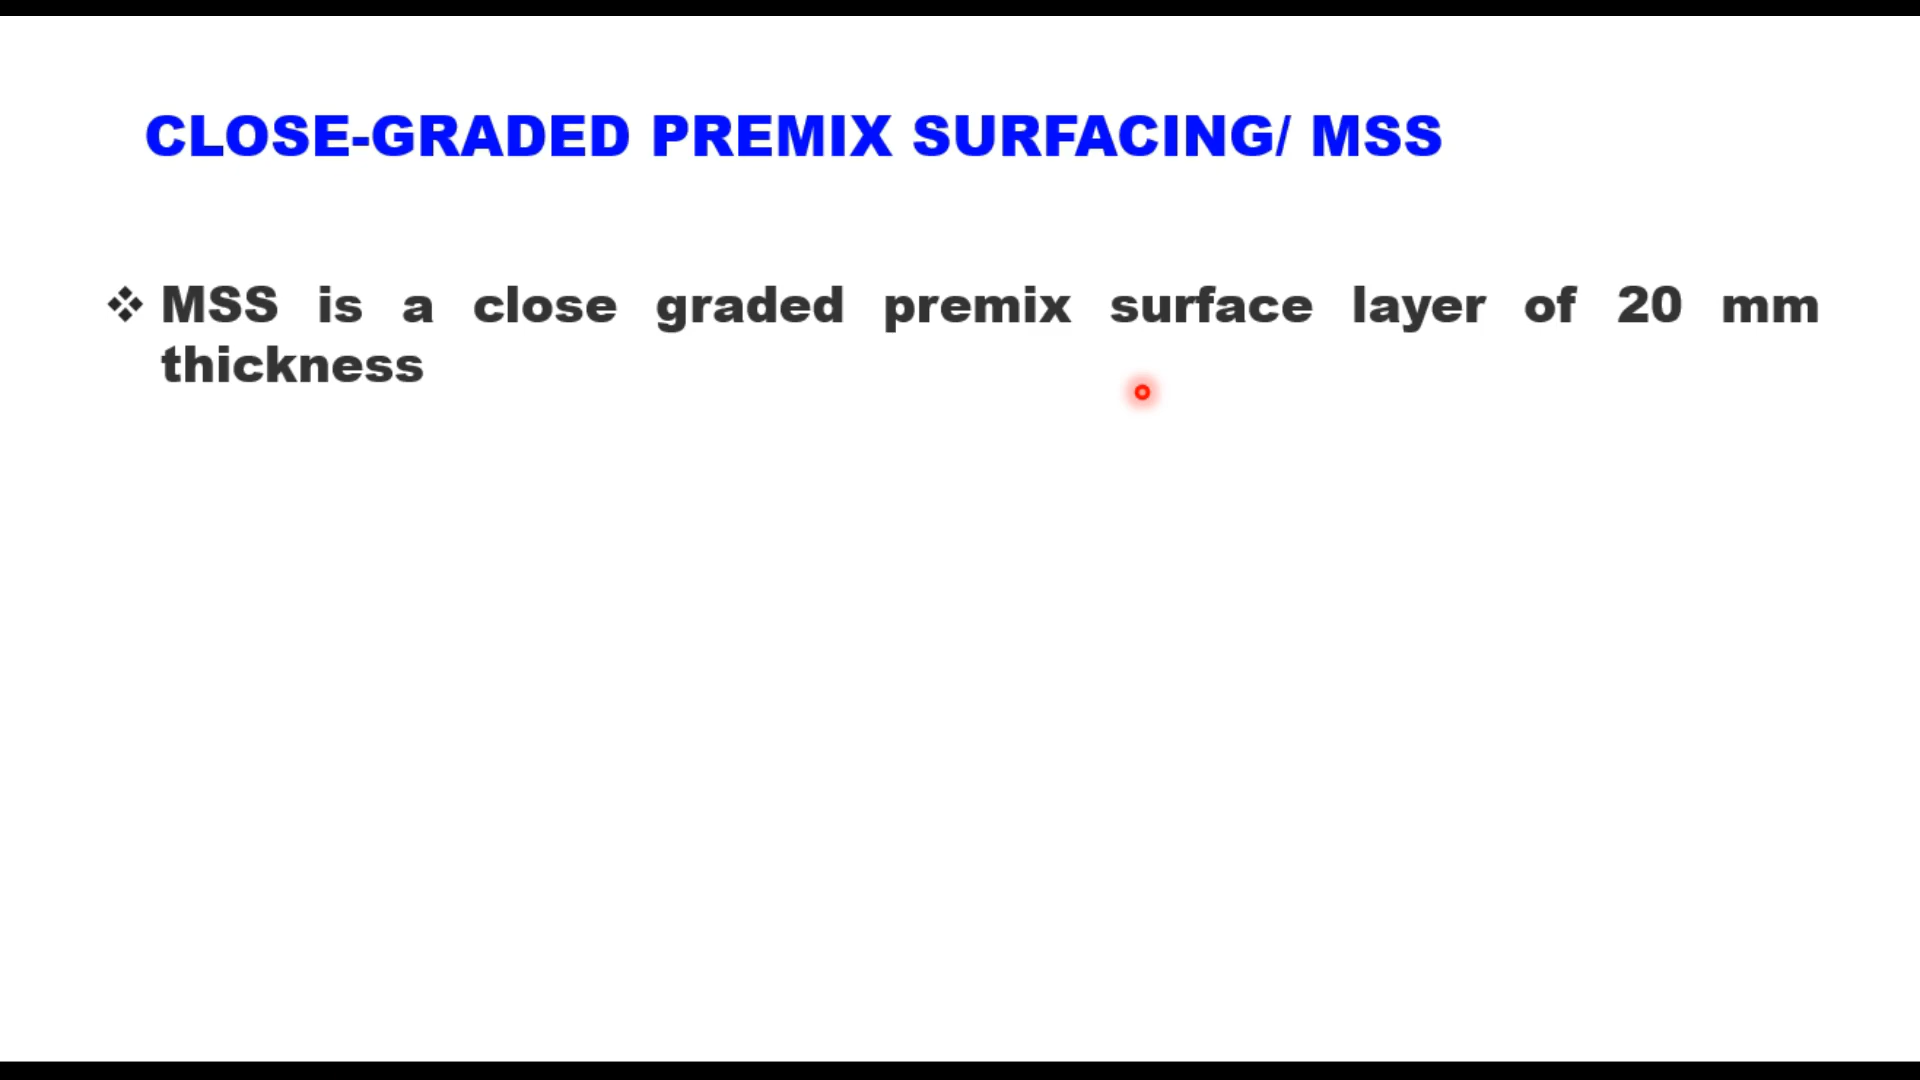 CLOSE-GRADED PREMIX SURFACING/ MSS
❖ MSS is a close graded premix surface layer of 20 mm
thickness